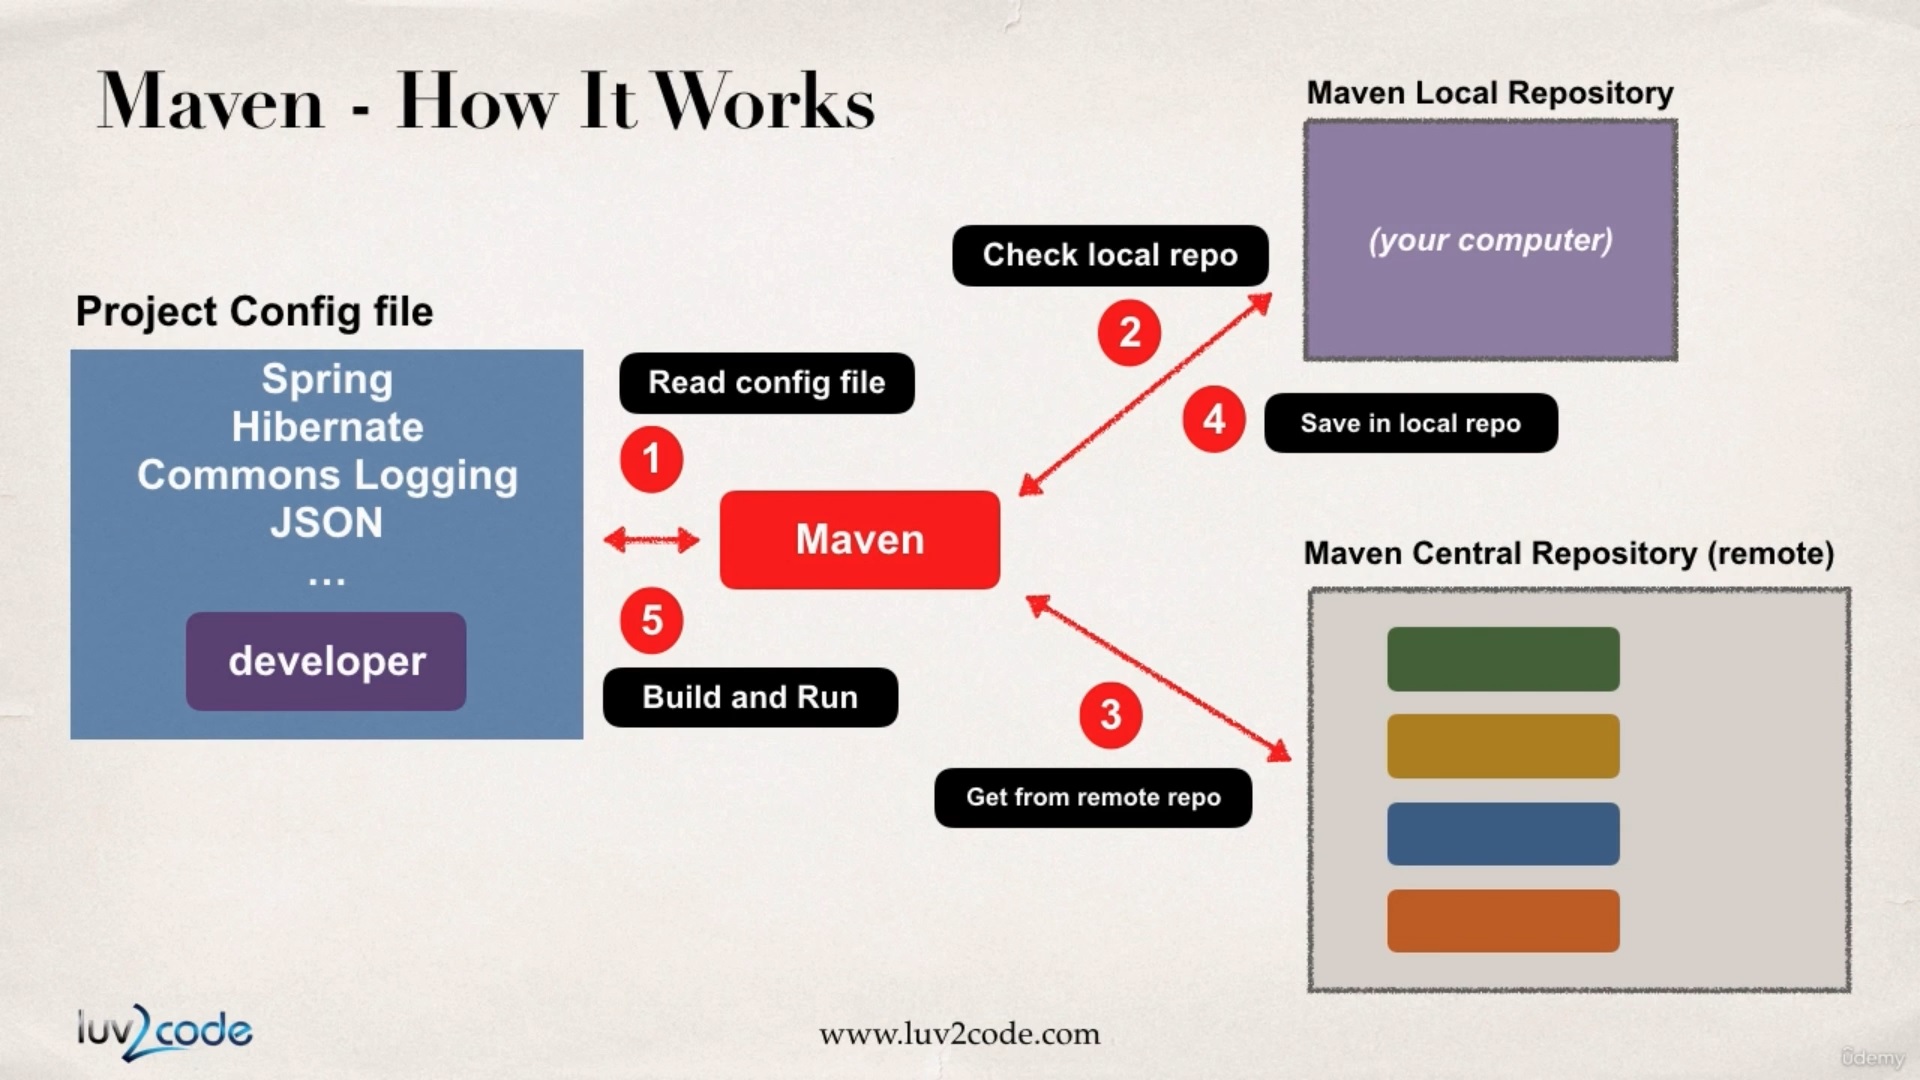 Maven - How It Works
Maven Local Repository
(your computer)
Check local repo
2
Project Config file
Spring
Hibernate
Commons Logging
JSON
...
developer
Read config file
1
4
Save in local repo
Maven
5
Build and Run
Maven Central Repository (remote)
3
Get from remote repo
luv2code
www.luv2code.com
ûdemy